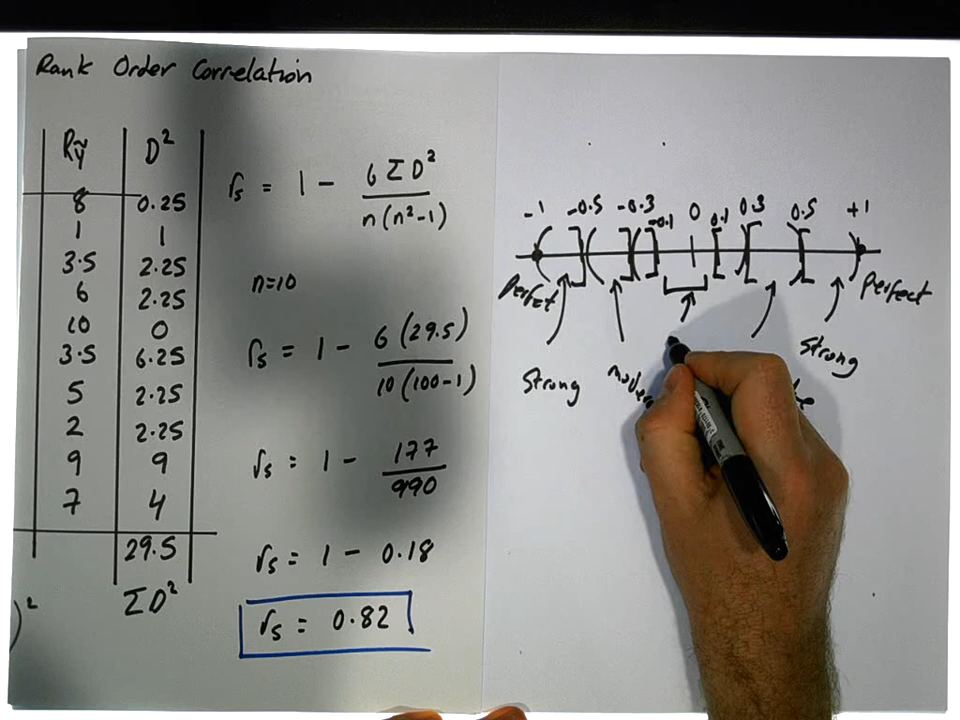 Rank Order Correlation
Rỹ D²
8 0.25
1 1
3.5 2.25
6 2.25
10 0
3.5 6.25
5 2.25
2 2.25
9 9
7 4
29.5
ΣD²
)²
rs = 1 - 6ΣD² / n(n²-1)
n=10
rs = 1 - 6(29.5) / 10(100-1)
rs = 1 - 177/990
rs = 1 - 0.18
rs = 0.82
-1 -0.5 -0.3 -0.1 0 0.1 0.3 0.5 +1
Perfect Perfect
Strong Strong